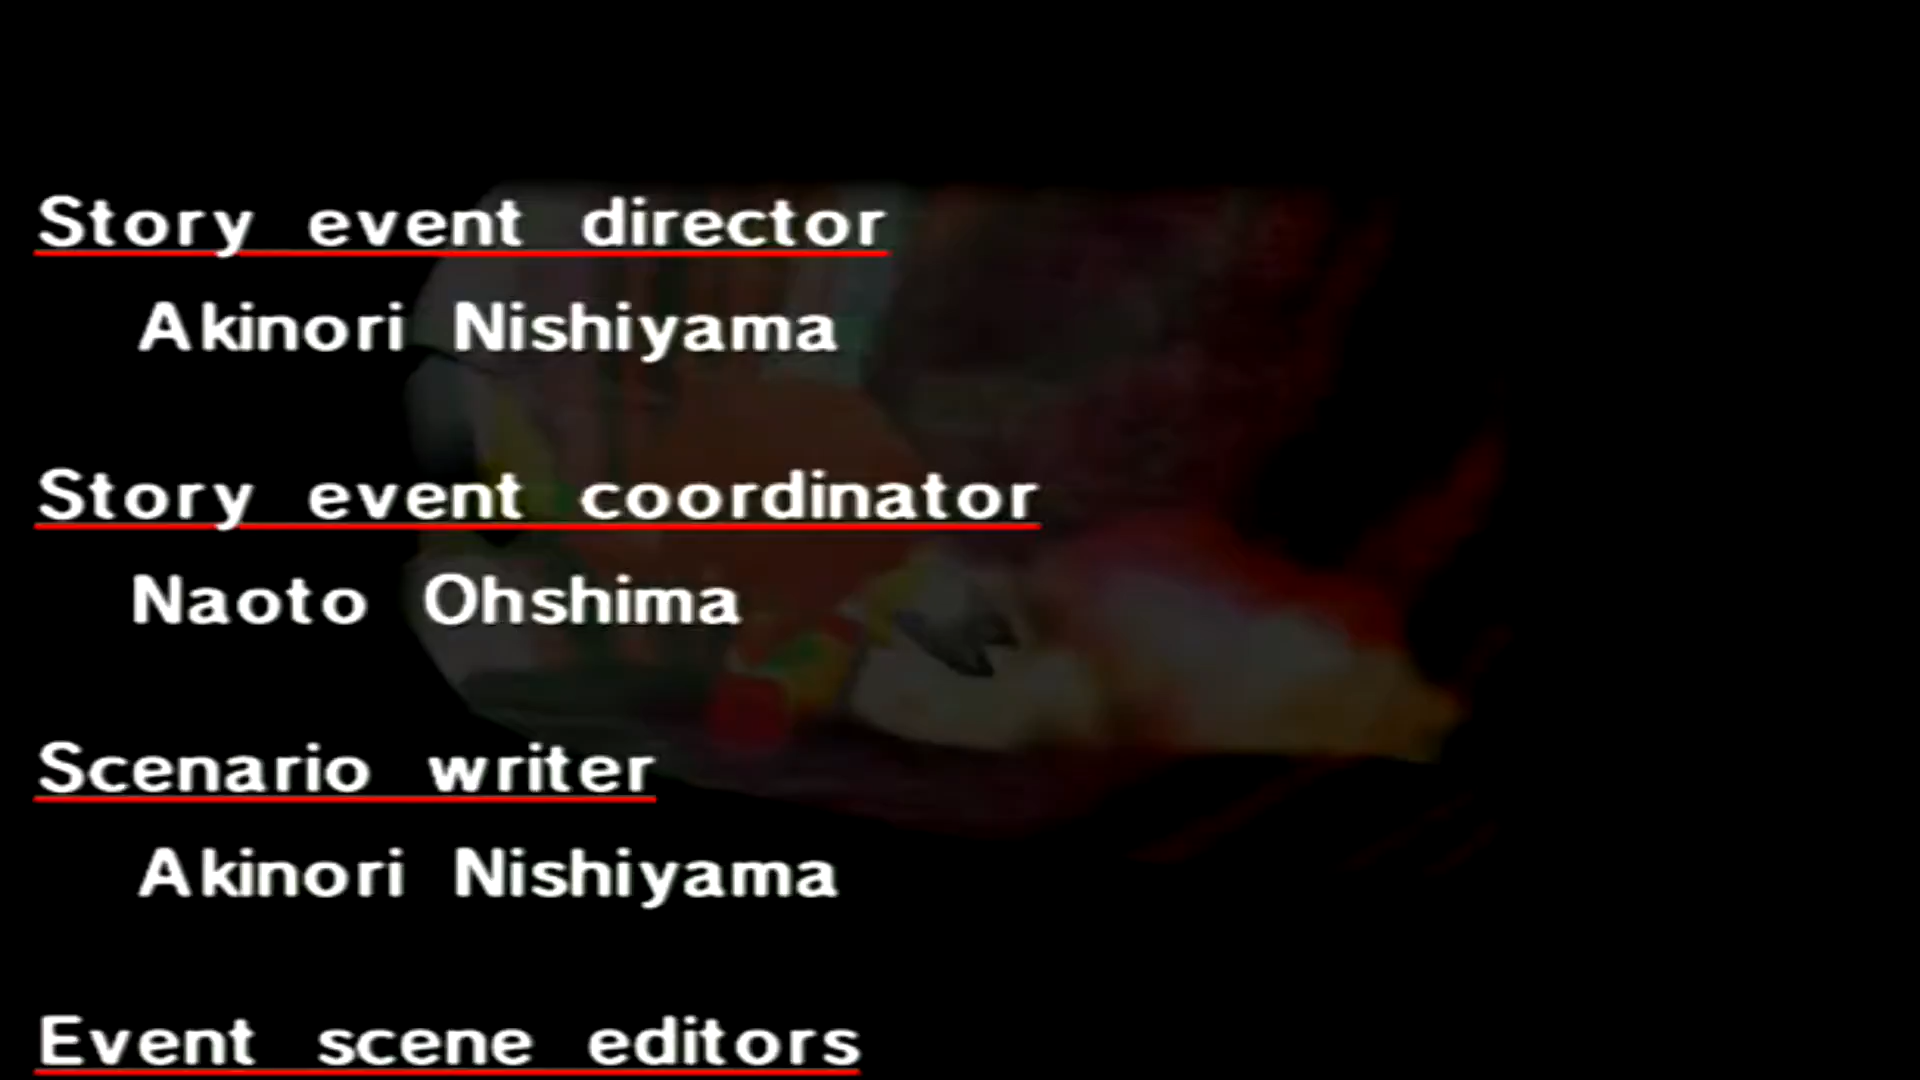 Story event director
Akinori Nishiyama
Story event coordinator
Naoto Ohshima
Scenario writer
Akinori Nishiyama
Event scene editors